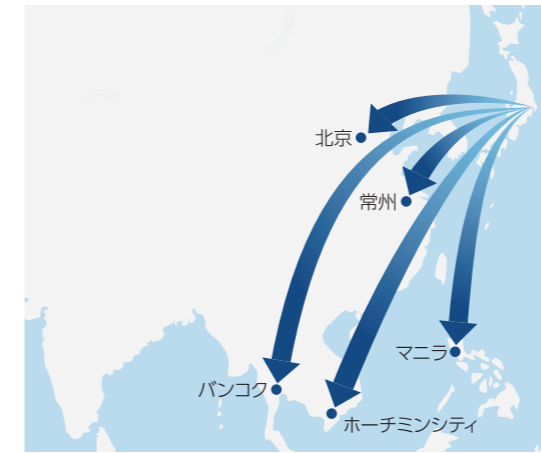 北京
常州
マニラ
バンコク
ホーチミンシティ